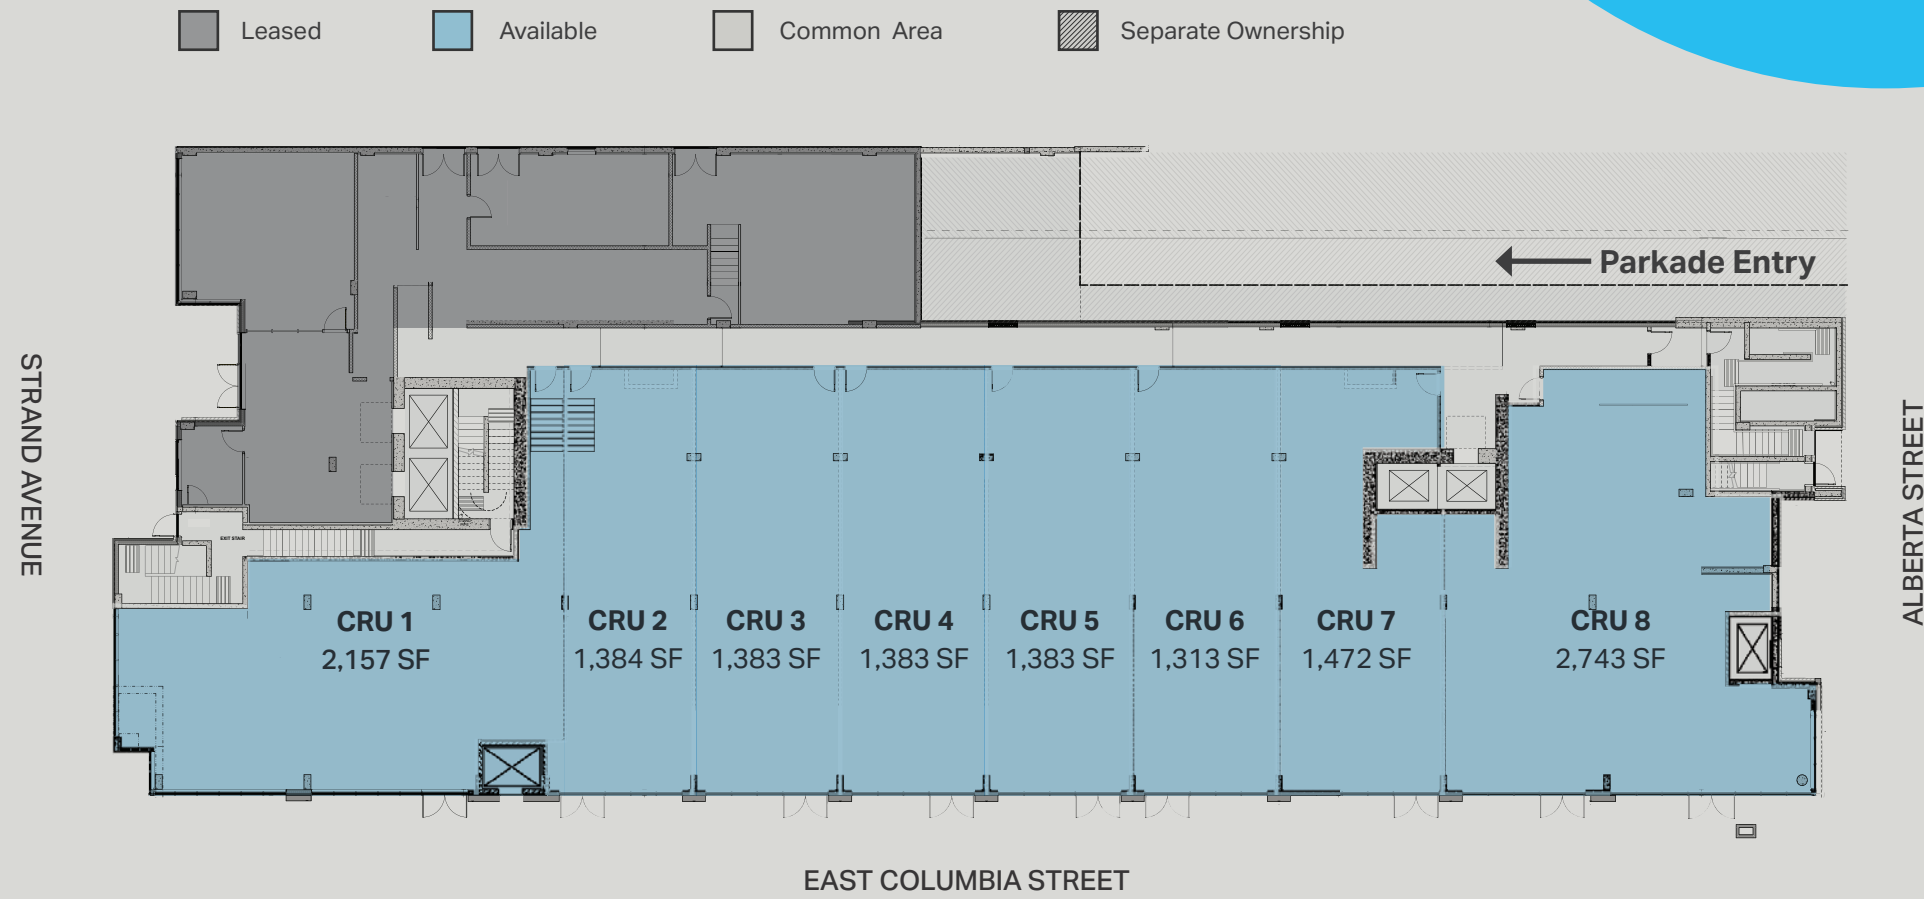 Leased
Available
Common Area
Separate Ownership
Parkade Entry
STRAND AVENUE
ALBERTA STREET
EXIT STAIR
CRU 1
2,157 SF
CRU 2
1,384 SF
CRU 3
1,383 SF
CRU 4
1,383 SF
CRU 5
1,383 SF
CRU 6
1,313 SF
CRU 7
1,472 SF
CRU 8
2,743 SF
EAST COLUMBIA STREET